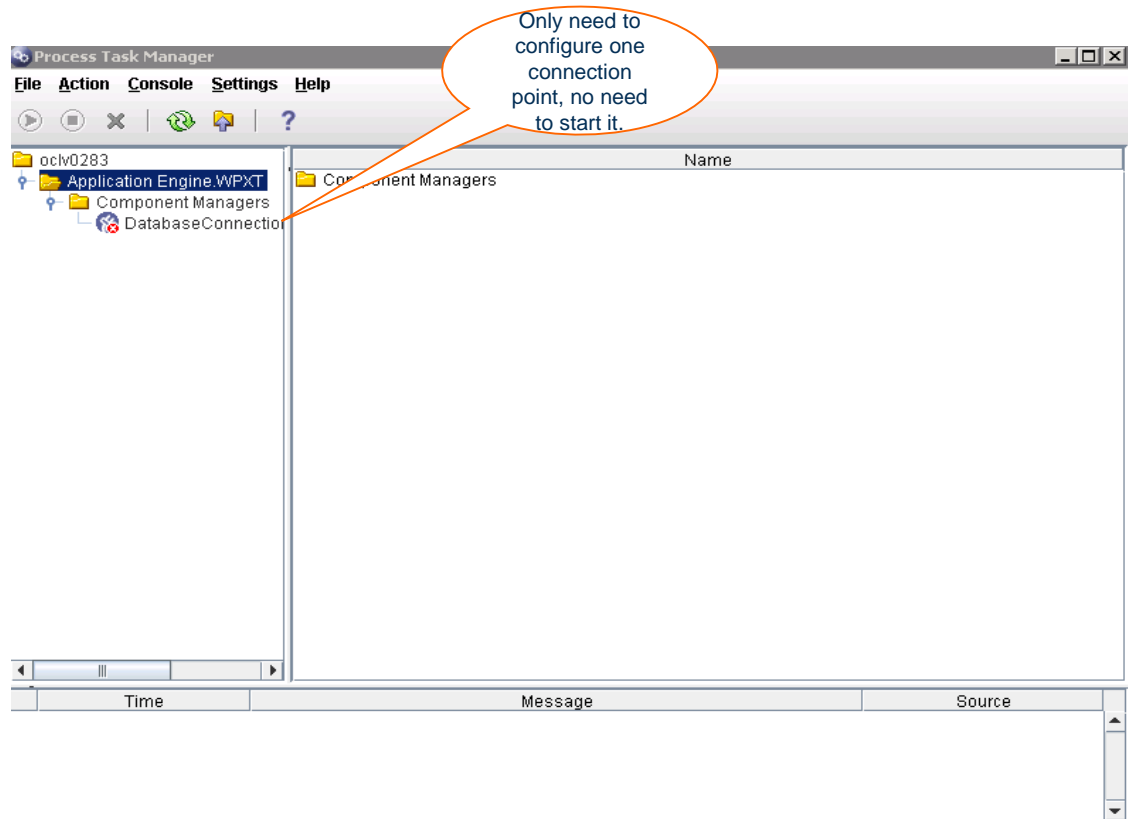 Only need to
configure one
connection
point, no need
to start it.
Process Task Manager
File Action Console Settings Help
?
oclv0283
Application Engine.WPXT
Component Managers
DatabaseConnection
Name
Component Managers
Time Message Source